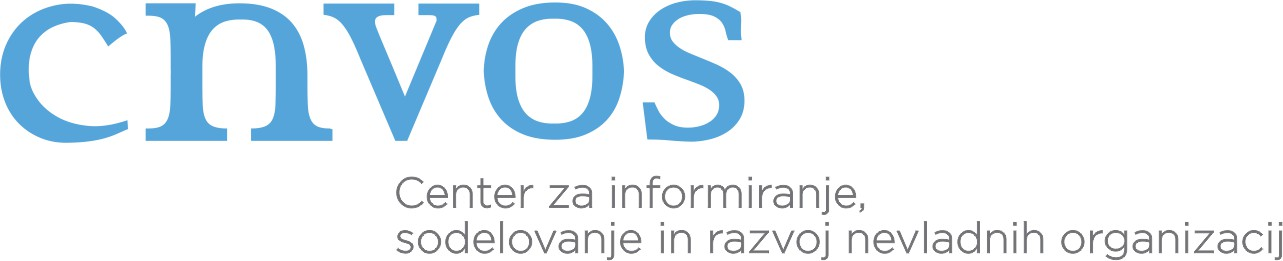 cnvos
Center za informiranje,
sodelovanje in razvoj nevladnih organizacij